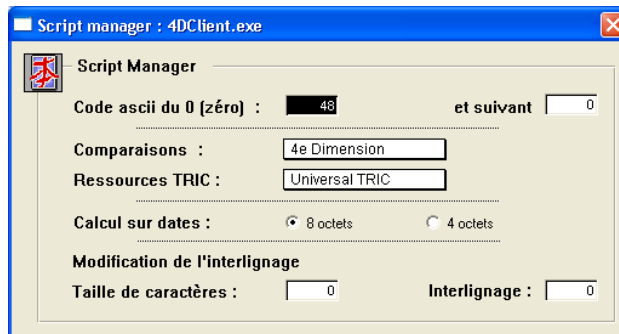 Script manager : 4DClient.exe
Script Manager
Code ascii du 0 (zéro) : 48 et suivant 0
Comparaisons : 4e Dimension
Ressources TRIC : Universal TRIC
Calcul sur dates : 8 octets 4 octets
Modification de l'interlignage
Taille de caractères : 0 Interlignage : 0